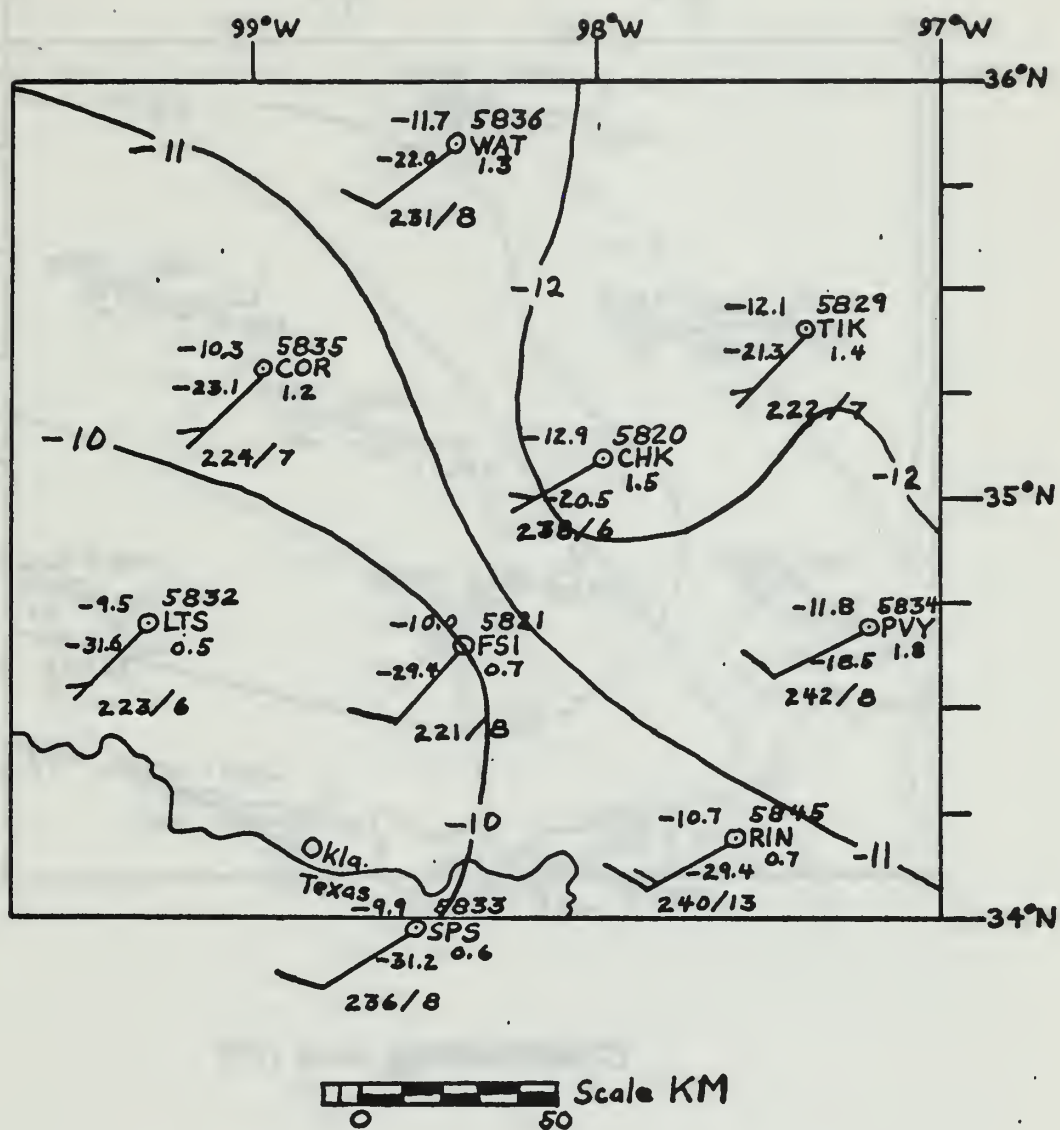 99°W 98°W 97°W
36°N
-11.7 5836
WAT
-22.0 1.3
231/8
-11
-12
-12.1 5829
TIK
-21.3 1.4
222/7
-10.3 5835
COR
-23.1 1.2
224/7
-10
-12.9 5820
CHK
-20.5 1.5
238/6
-12
35°N
-9.5 5832
LTS
-31.6 0.5
223/6
-10.0 5821
FSI
-29.4 0.7
221/8
-11.8 5834
PVY
-18.5 1.8
242/8
-10
-10.7 5845
RIN
-29.4 0.7
240/13
-11
Okla.
Texas
34°N
-9.9 5833
SPS
-31.2 0.6
236/8
Scale KM
0 50